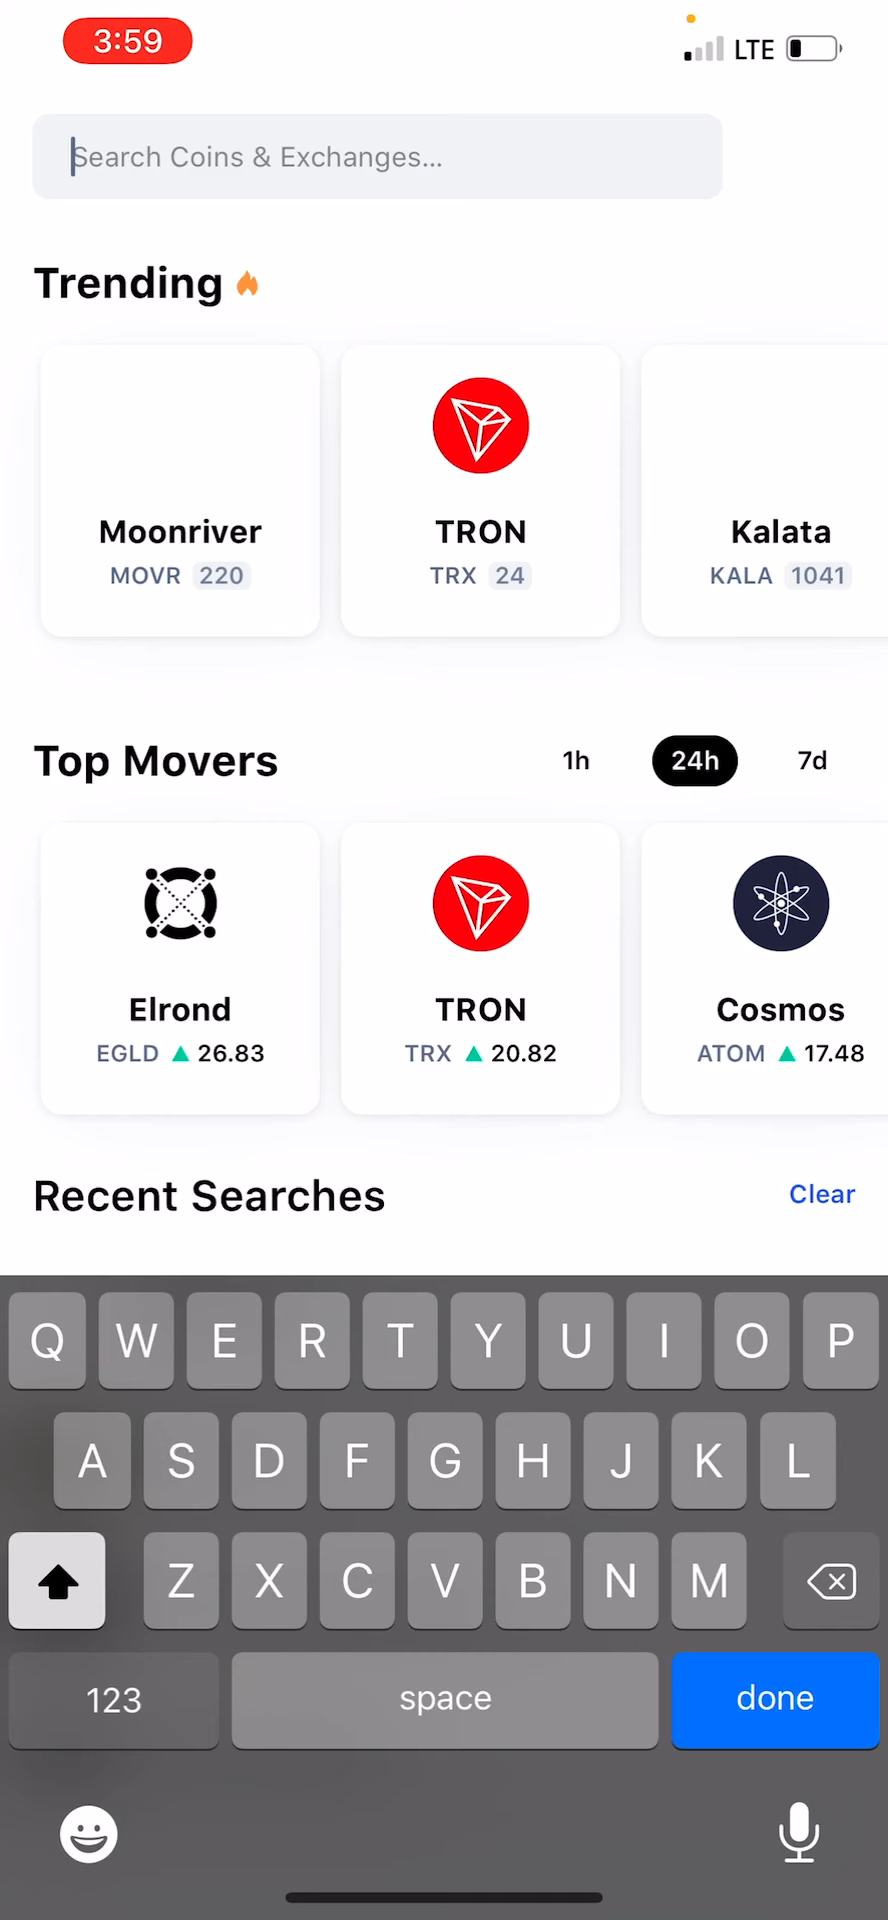 3:59
LTE
Search Coins & Exchanges...
Trending
Moonriver
MOVR 220
TRON
TRX 24
Kalata
KALA 1041
Top Movers
1h 24h 7d
Elrond
EGLD ▲ 26.83
TRON
TRX ▲ 20.82
Cosmos
ATOM ▲ 17.48
Recent Searches
Clear
Q W E R T Y U I O P
A S D F G H J K L
Z X C V B N M
123 space done